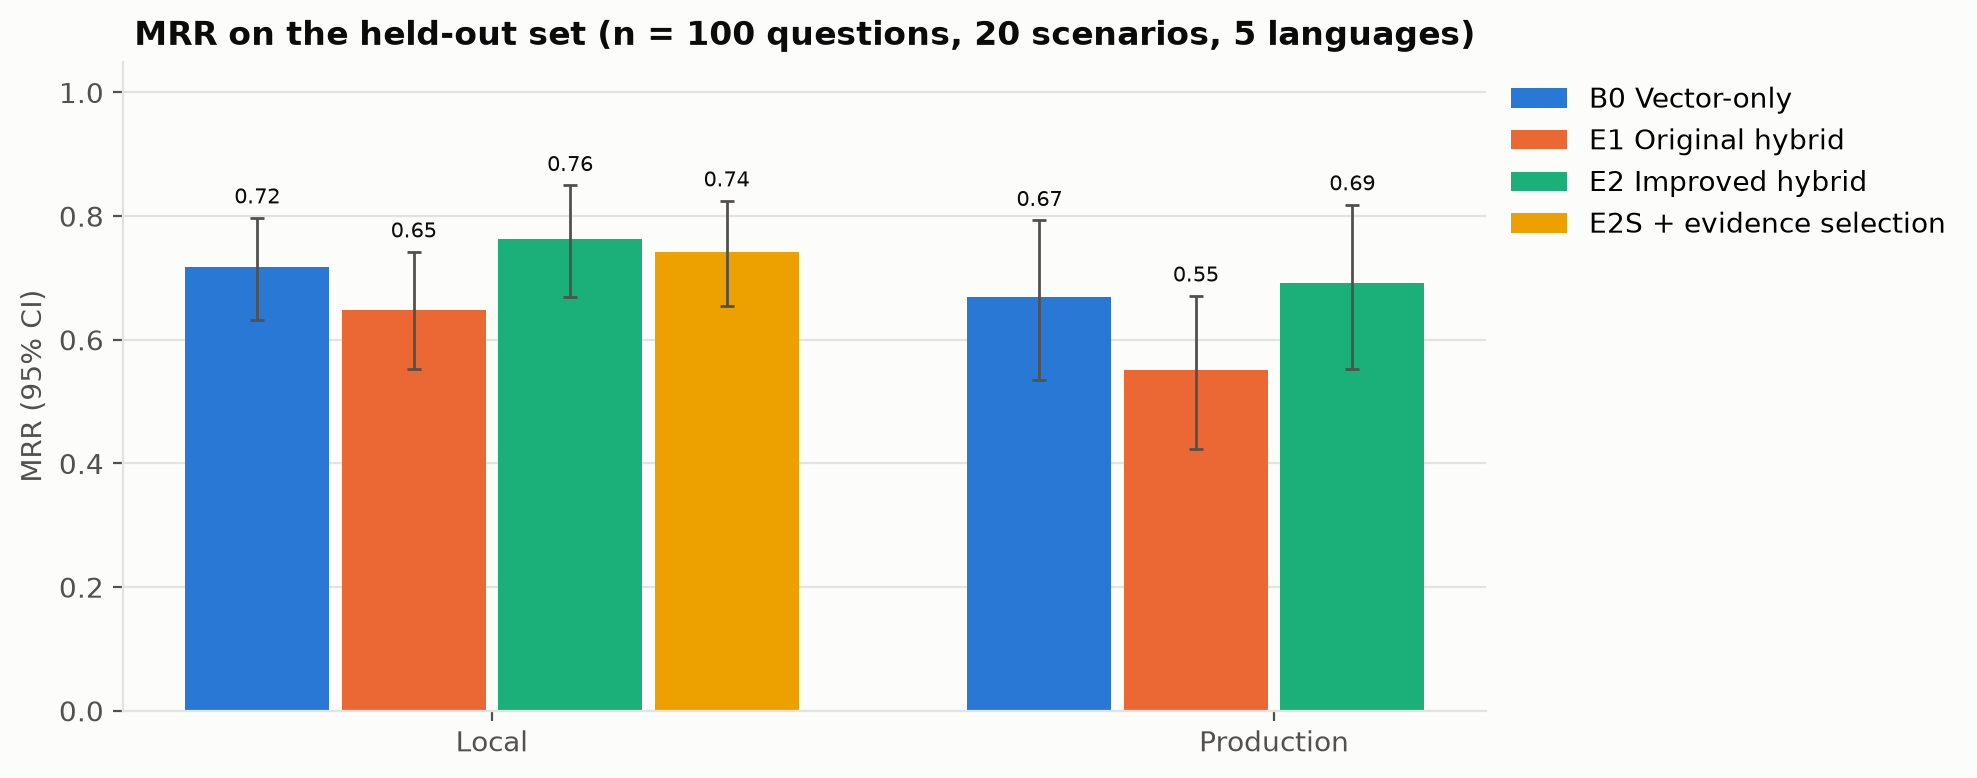 MRR on the held-out set (n = 100 questions, 20 scenarios, 5 languages)
B0 Vector-only
E1 Original hybrid
E2 Improved hybrid
E2S + evidence selection
MRR (95% CI)
1.0
0.8
0.6
0.4
0.2
0.0
0.72
0.65
0.76
0.74
0.67
0.55
0.69
Local
Production